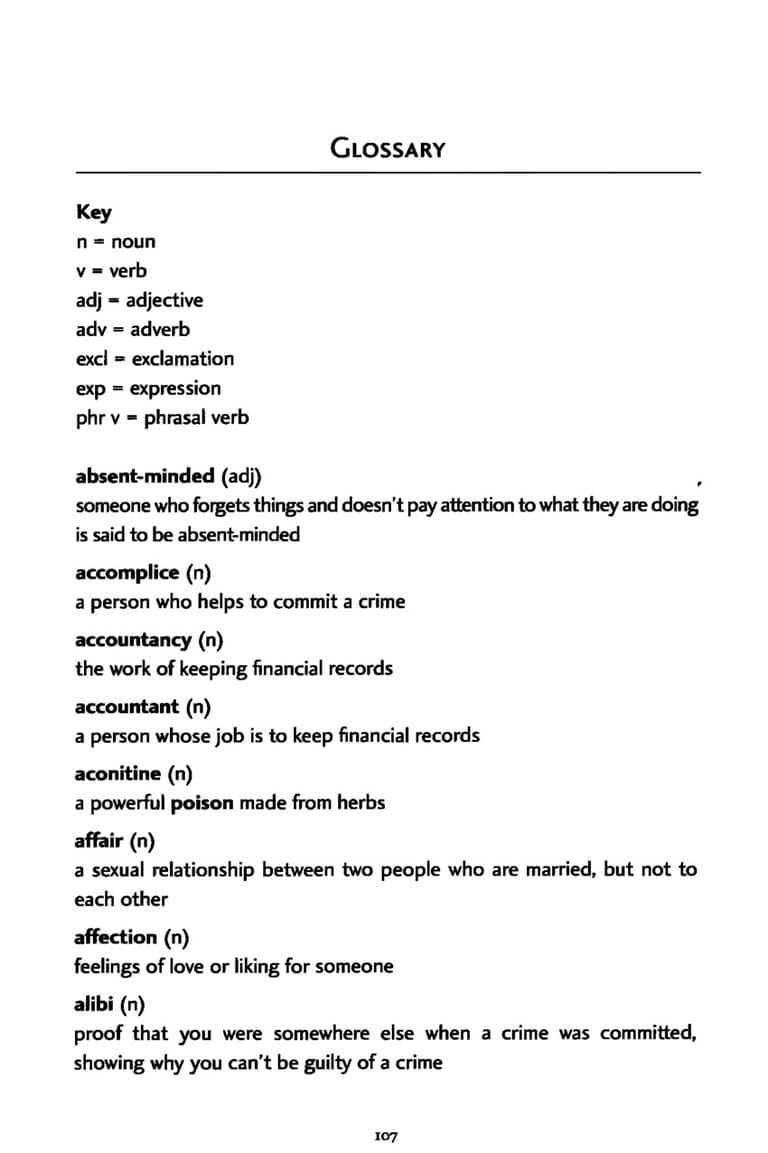 GLOSSARY
Key
n = noun
v = verb
adj = adjective
adv = adverb
excl = exclamation
exp = expression
phr v = phrasal verb
absent-minded (adj)
someone who forgets things and doesn't pay attention to what they are doing
is said to be absent-minded
accomplice (n)
a person who helps to commit a crime
accountancy (n)
the work of keeping financial records
accountant (n)
a person whose job is to keep financial records
aconitine (n)
a powerful poison made from herbs
affair (n)
a sexual relationship between two people who are married, but not to
each other
affection (n)
feelings of love or liking for someone
alibi (n)
proof that you were somewhere else when a crime was committed,
showing why you can't be guilty of a crime
107